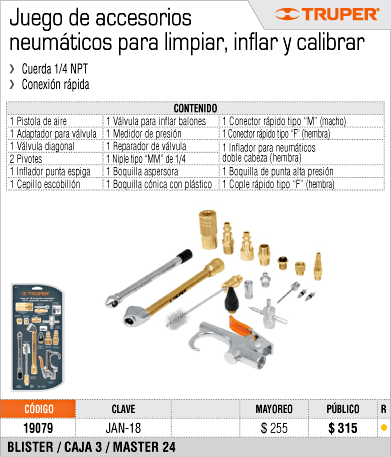 Juego de accesorios
neumáticos para limpiar, inflar y calibrar
TRUPER®
❯ Cuerda 1/4 NPT
❯ Conexión rápida
CONTENIDO
1 Pistola de aire
1 Válvula para inflar balones
1 Conector rápido tipo "M" (macho)
1 Adaptador para válvula
1 Medidor de presión
1 Conector rápido tipo "F" (hembra)
1 Válvula diagonal
1 Reparador de válvula
1 Inflador para neumáticos
doble cabeza (hembra)
2 Pivotes
1 Niple tipo "MM" de 1/4
1 Inflador punta espiga
1 Boquilla aspersora
1 Boquilla de punta alta presión
1 Cepillo escobillón
1 Boquilla cónica con plástico
1 Cople rápido tipo "F" (hembra)
TRUPER
CÓDIGO
CLAVE
MAYOREO
PÚBLICO
R
19079
JAN-18
$ 255
$ 315
BLISTER / CAJA 3 / MASTER 24